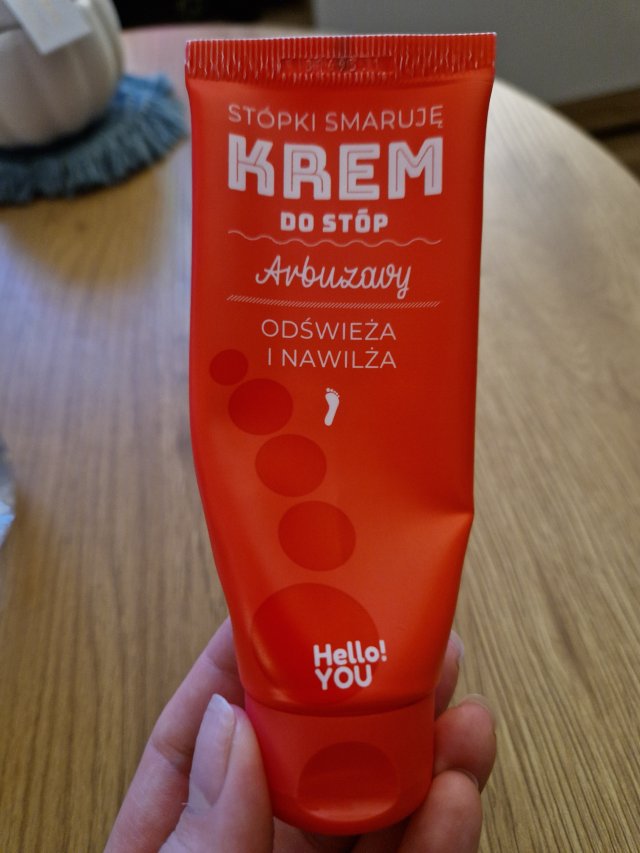 STÓPKI SMARUJĘ
KREM
DO STÓP
Arbuzowy
ODŚWIEŻA
I NAWILŻA
Hello!
YOU